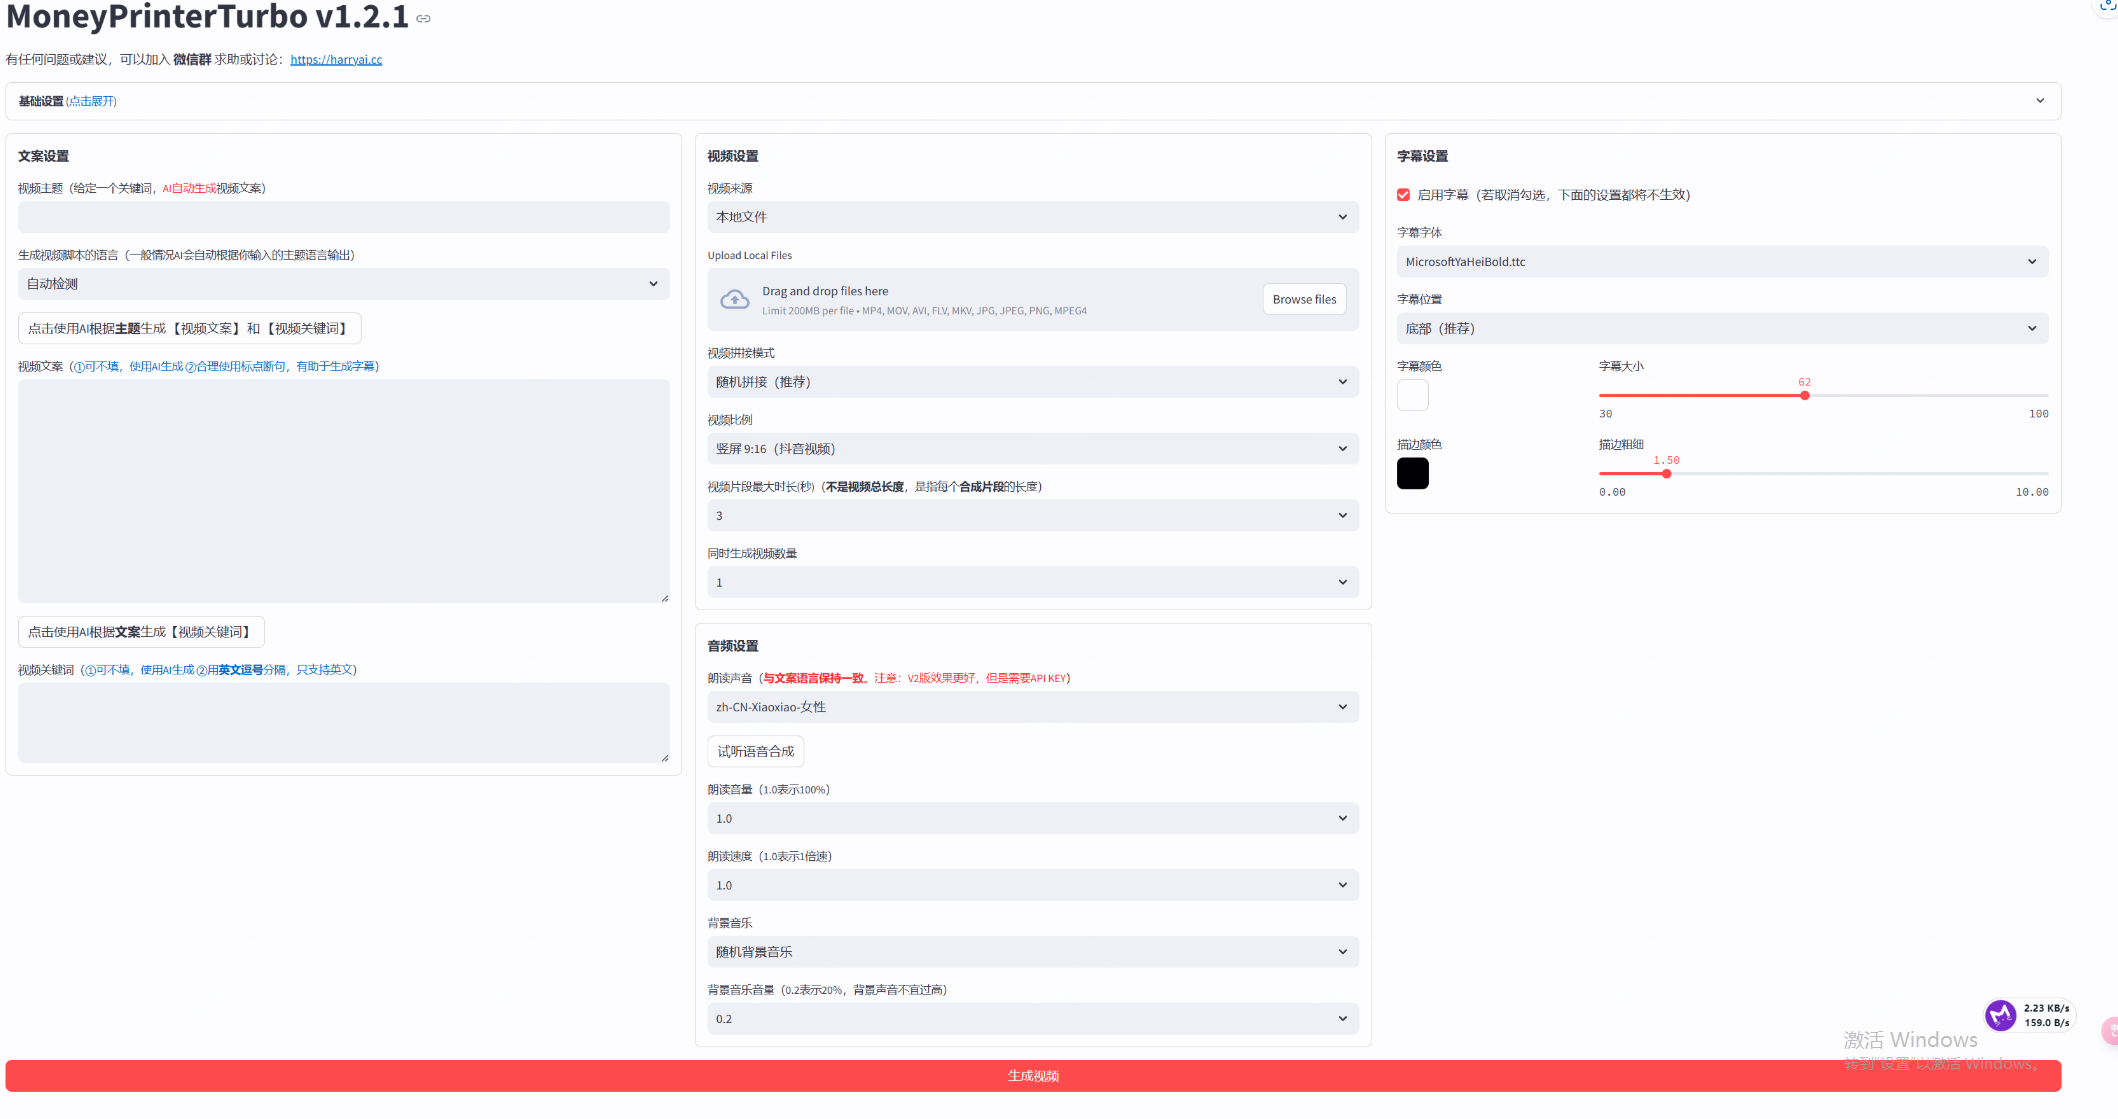 MoneyPrinterTurbo v1.2.1
有任何问题或建议，可以加入 微信群 求助或讨论：https://harryai.cc
基础设置 (点击展开)
文案设置
视频主题（给定一个关键词，AI自动生成视频文案）
生成视频脚本的语言（一般情况AI会自动根据你输入的主题语言输出）
自动检测
点击使用AI根据主题生成【视频文案】和【视频关键词】
视频文案（①可不填，使用AI生成 ②合理使用标点断句，有助于生成字幕）
点击使用AI根据文案生成【视频关键词】
视频关键词（①可不填，使用AI生成 ②用英文逗号分隔，只支持英文）
视频设置
视频来源
本地文件
Upload Local Files
Drag and drop files here
Limit 200MB per file • MP4, MOV, AVI, FLV, MKV, JPG, JPEG, PNG, MPEG4
Browse files
视频拼接模式
随机拼接（推荐）
视频比例
竖屏 9:16（抖音视频）
视频片段最大时长(秒)（不是视频总长度，是指每个合成片段的长度）
3
同时生成视频数量
1
音频设置
朗读声音（与文案语言保持一致。注意：V2版效果更好，但是需要API KEY）
zh-CN-Xiaoxiao-女性
试听语音合成
朗读音量（1.0表示100%）
1.0
朗读速度（1.0表示1倍速）
1.0
背景音乐
随机背景音乐
背景音乐音量（0.2表示20%，背景声音不宜过高）
0.2
字幕设置
启用字幕（若取消勾选，下面的设置都将不生效）
字幕字体
MicrosoftYaHeiBold.ttc
字幕位置
底部（推荐）
字幕颜色
字幕大小
62
30
100
描边颜色
描边粗细
1.50
0.00
10.00
2.23 KB/s
159.0 B/s
激活 Windows
转到"设置"以激活 Windows。
生成视频